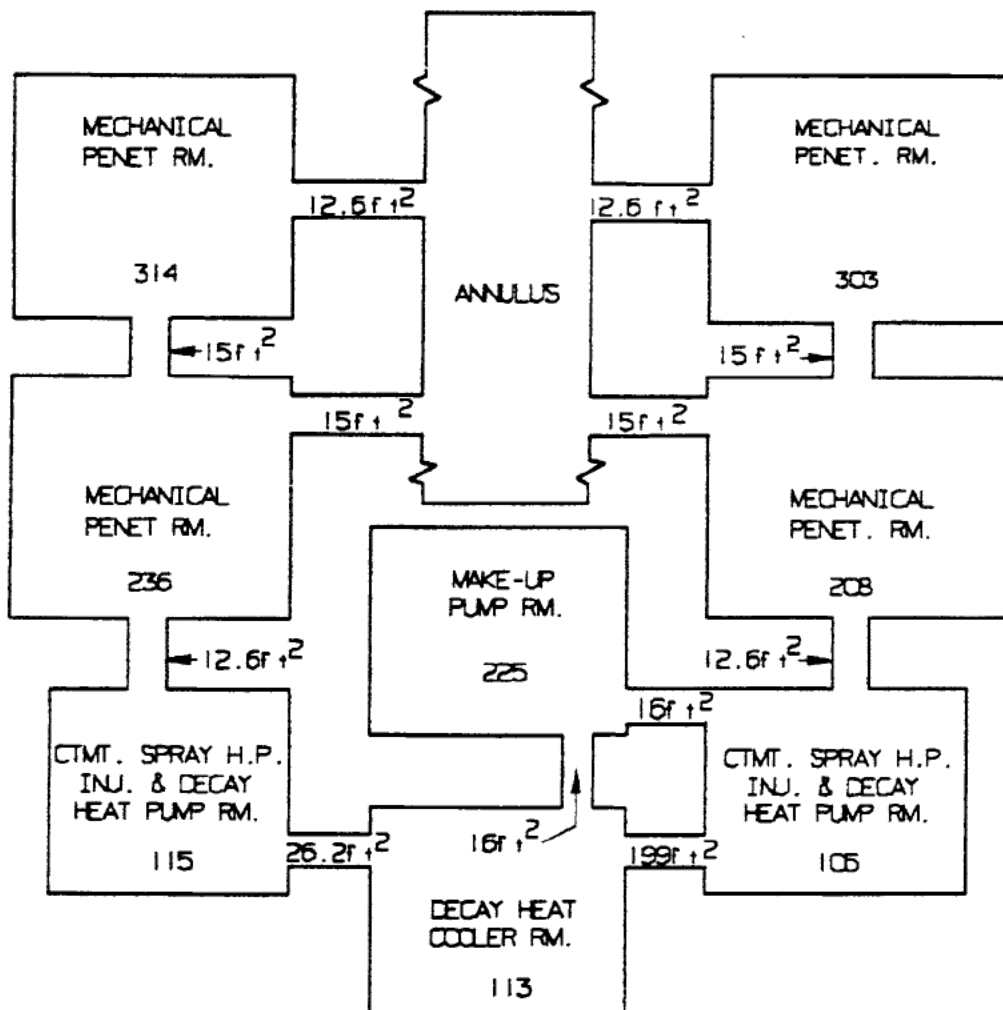 MECHANICAL
PENET RM.
314
MECHANICAL
PENET. RM.
303
12.6ft²
12.6ft²
ANNULUS
15ft²
15ft²
15ft²
15ft²
MECHANICAL
PENET RM.
236
MECHANICAL
PENET. RM.
208
MAKE-UP
PUMP RM.
225
12.6ft²
12.6ft²
16ft²
CTMT. SPRAY H.P.
INJ. & DECAY
HEAT PUMP RM.
115
CTMT. SPRAY H.P.
INJ. & DECAY
HEAT PUMP RM.
105
26.2ft²
16ft²
199ft²
DECAY HEAT
COOLER RM.
113